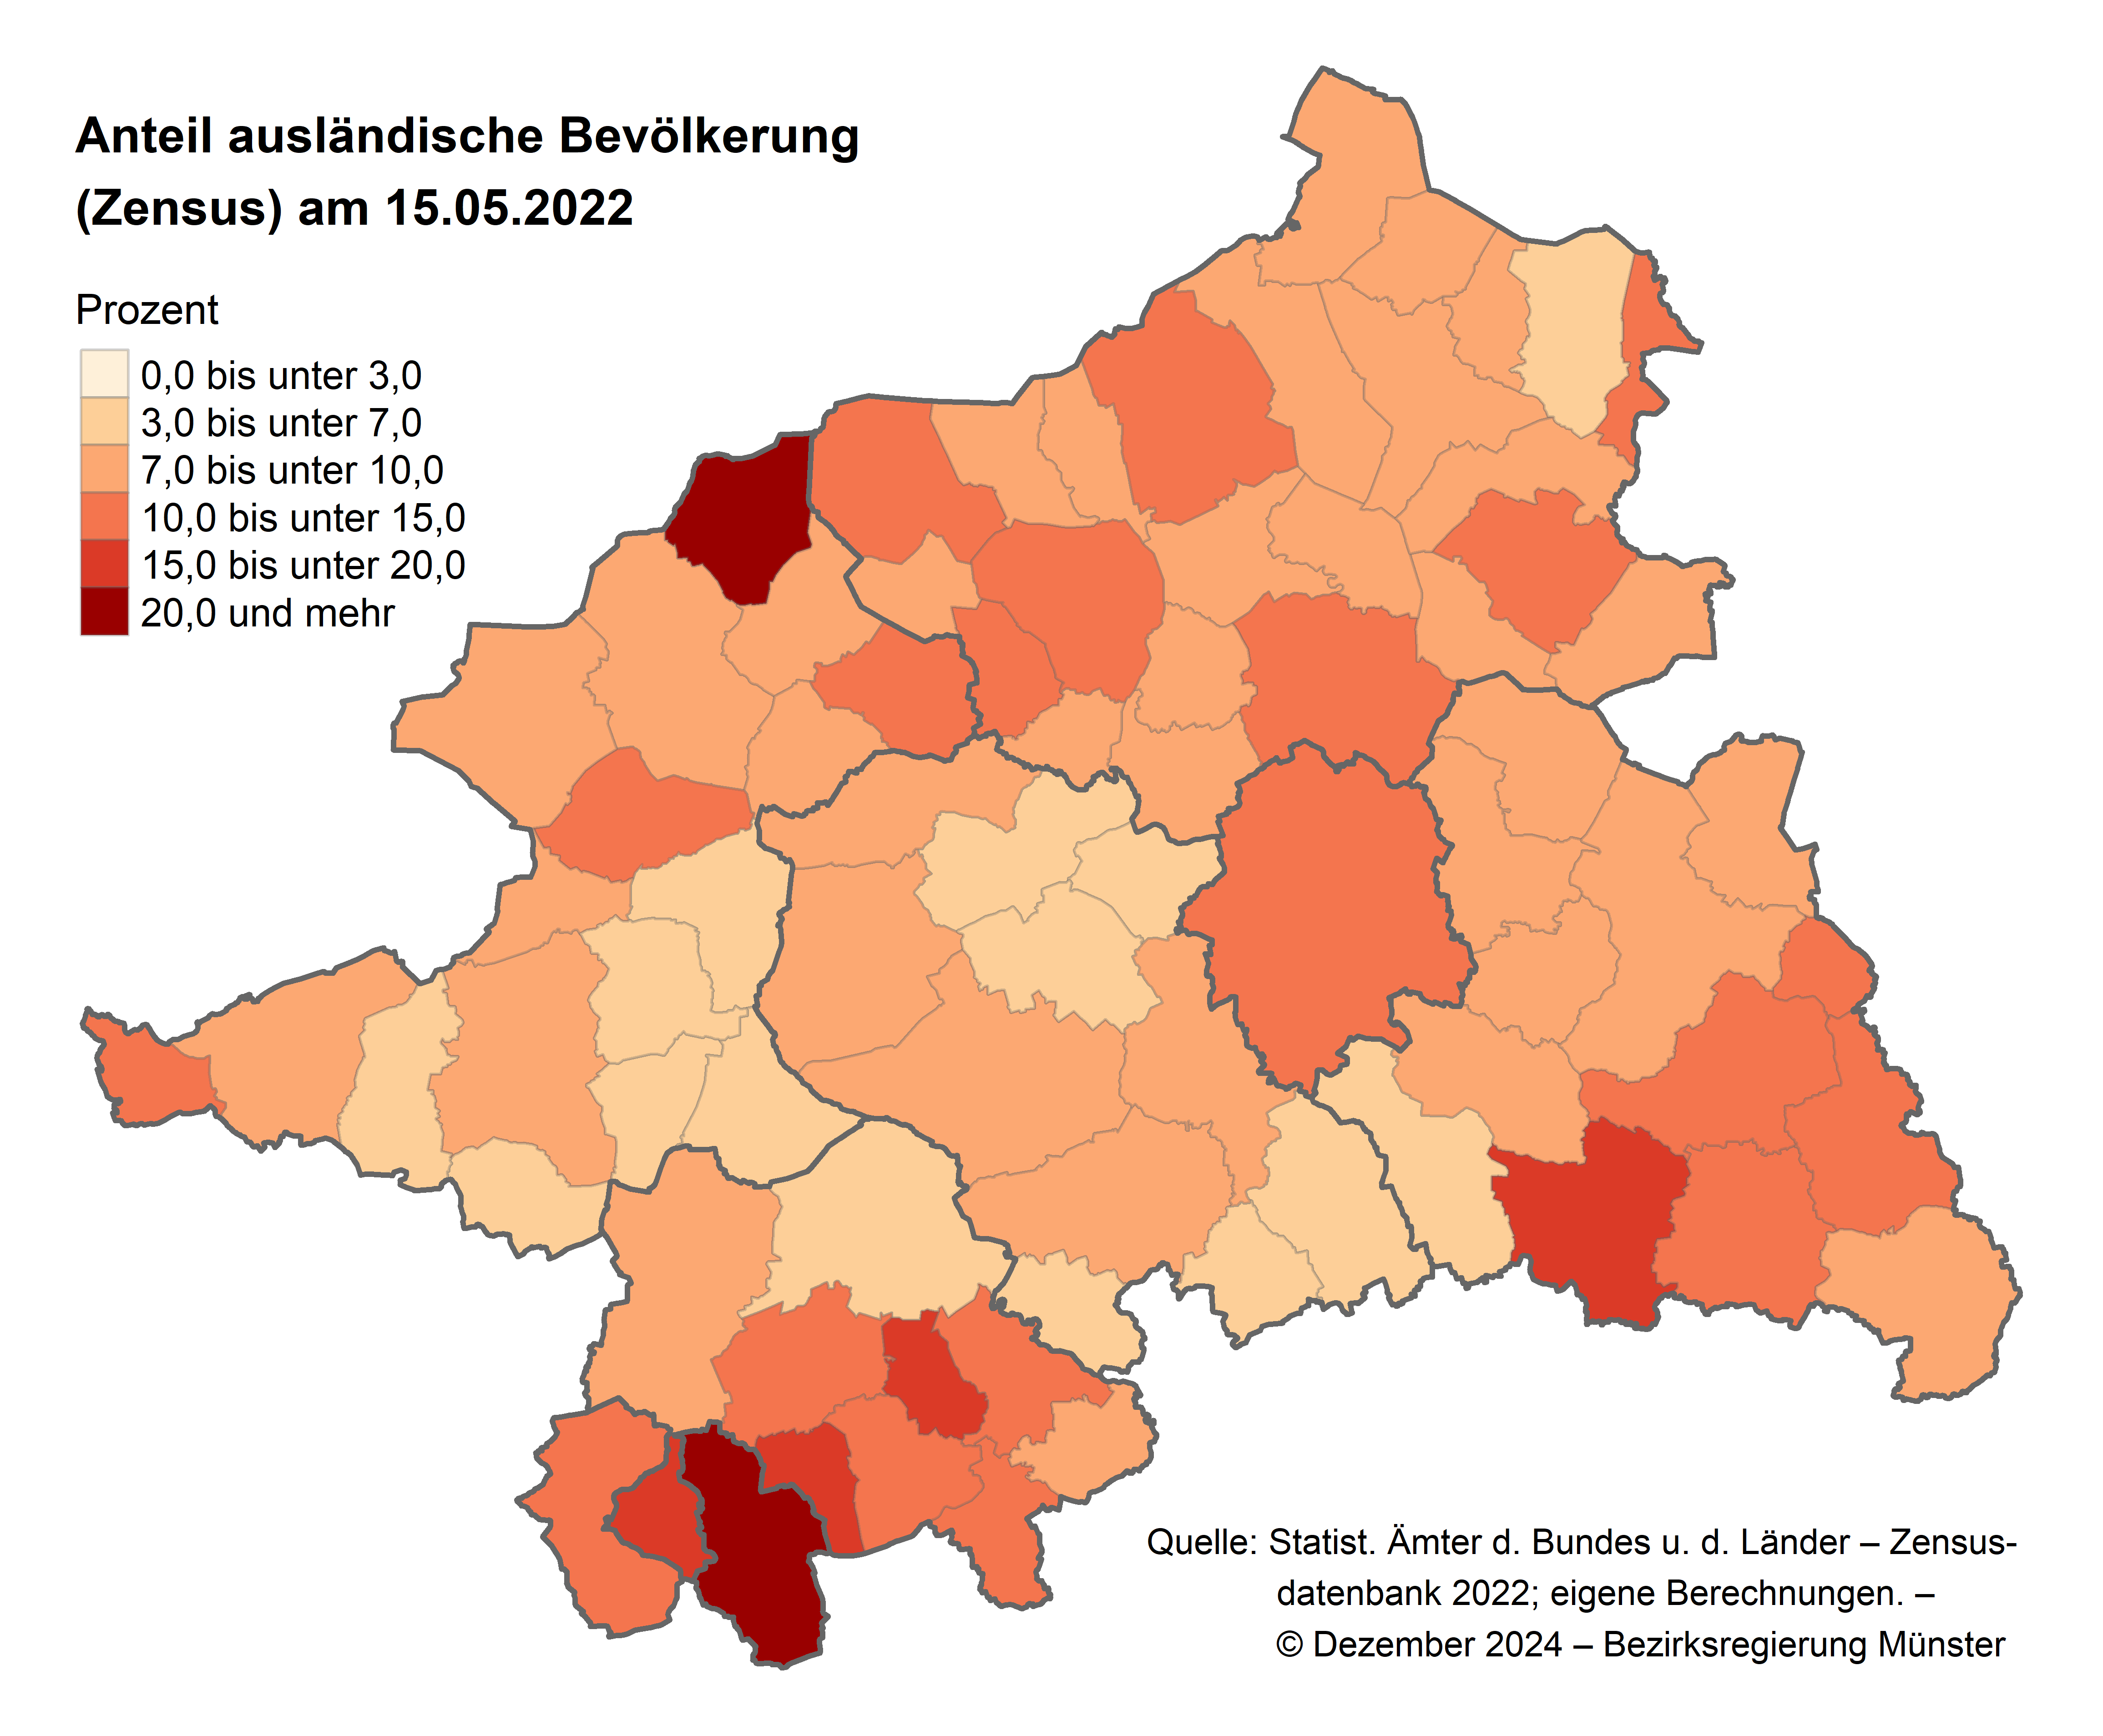 Anteil ausländische Bevölkerung
(Zensus) am 15.05.2022
Prozent
0,0 bis unter 3,0
3,0 bis unter 7,0
7,0 bis unter 10,0
10,0 bis unter 15,0
15,0 bis unter 20,0
20,0 und mehr
Quelle: Statist. Ämter d. Bundes u. d. Länder – Zensus-
datenbank 2022; eigene Berechnungen. –
© Dezember 2024 – Bezirksregierung Münster